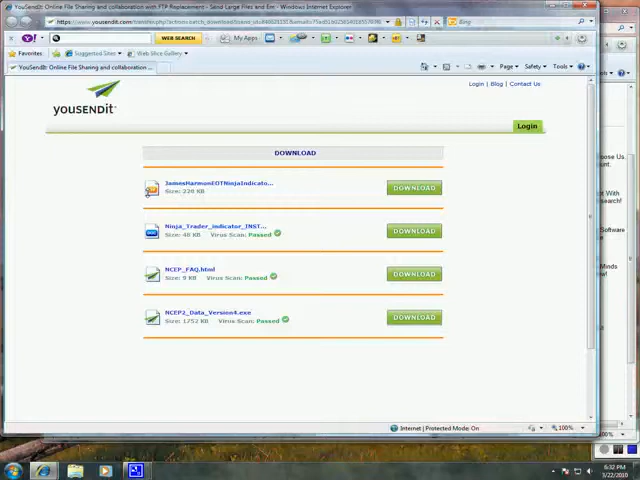 YouSendIt: Online File Sharing and collaboration with FTP Replacement - Send Large Files and Em - Windows Internet Explorer
Bing
WEB SEARCH
My Apps
Favorites
Suggested Sites
Web Slice Gallery
YouSendIt: Online File Sharing and collaboration ...
Page
Safety
Tools
Login | Blog | Contact Us
YOUSENDIT
Login
DOWNLOAD
JamesHarmunEOTNinjaIndicato...
Size: 220 KB
DOWNLOAD
Ninja_Trader_indicator_INST...
Size: 48 KB Virus Scan: Passed
DOWNLOAD
NCEP_FAQ.html
Size: 9 KB Virus Scan: Passed
DOWNLOAD
NCEP2_Data_Version4.exe
Size: 1752 KB Virus Scan: Passed
DOWNLOAD
Internet | Protected Mode: On
100%
6:32 PM
3/22/2010